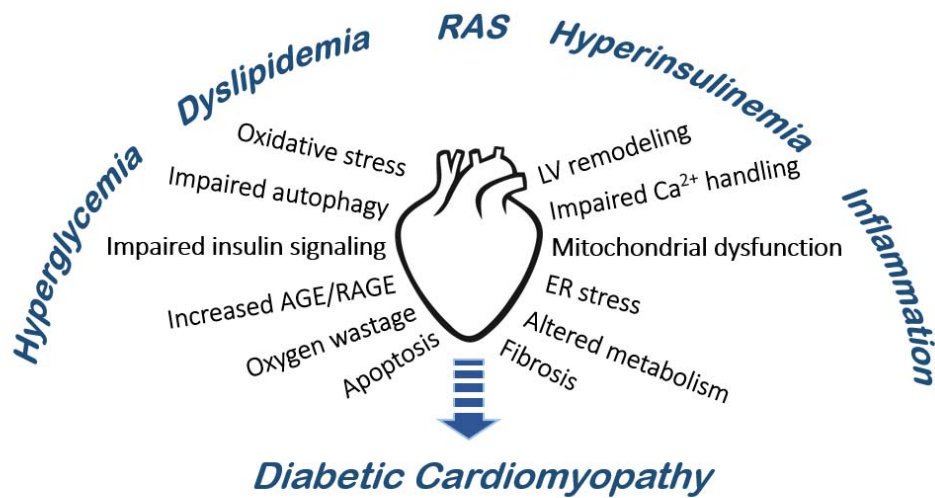 Hyperglycemia
Dyslipidemia
RAS
Hyperinsulinemia
Inflammation
Oxidative stress
Impaired autophagy
Impaired insulin signaling
Increased AGE/RAGE
Oxygen wastage
Apoptosis
LV remodeling
Impaired Ca²⁺ handling
Mitochondrial dysfunction
ER stress
Altered metabolism
Fibrosis
Diabetic Cardiomyopathy